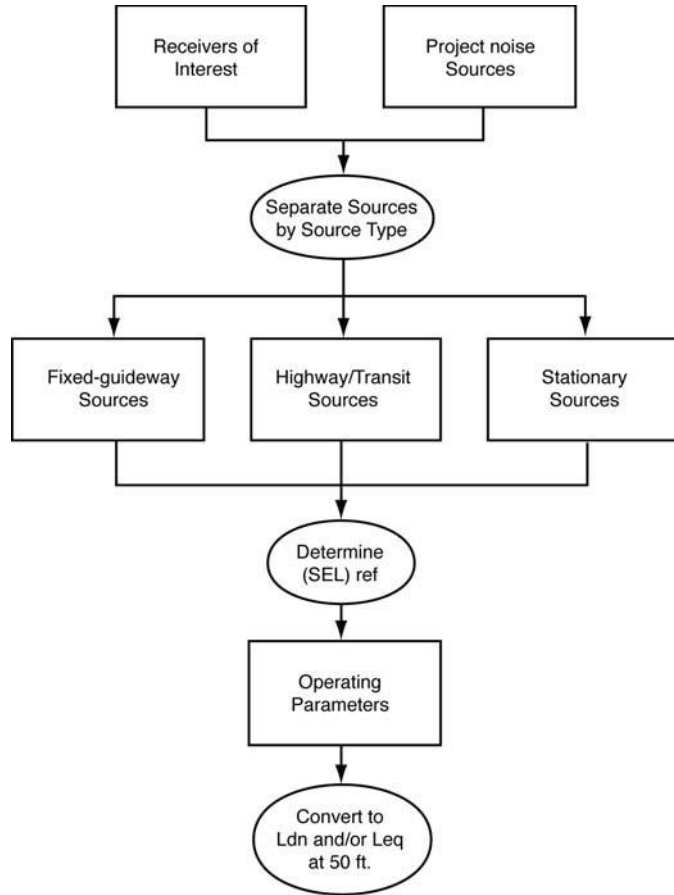 Receivers of
Interest
Project noise
Sources
Separate Sources
by Source Type
Fixed-guideway
Sources
Highway/Transit
Sources
Stationary
Sources
Determine
(SEL) ref
Operating
Parameters
Convert to
Ldn and/or Leq
at 50 ft.